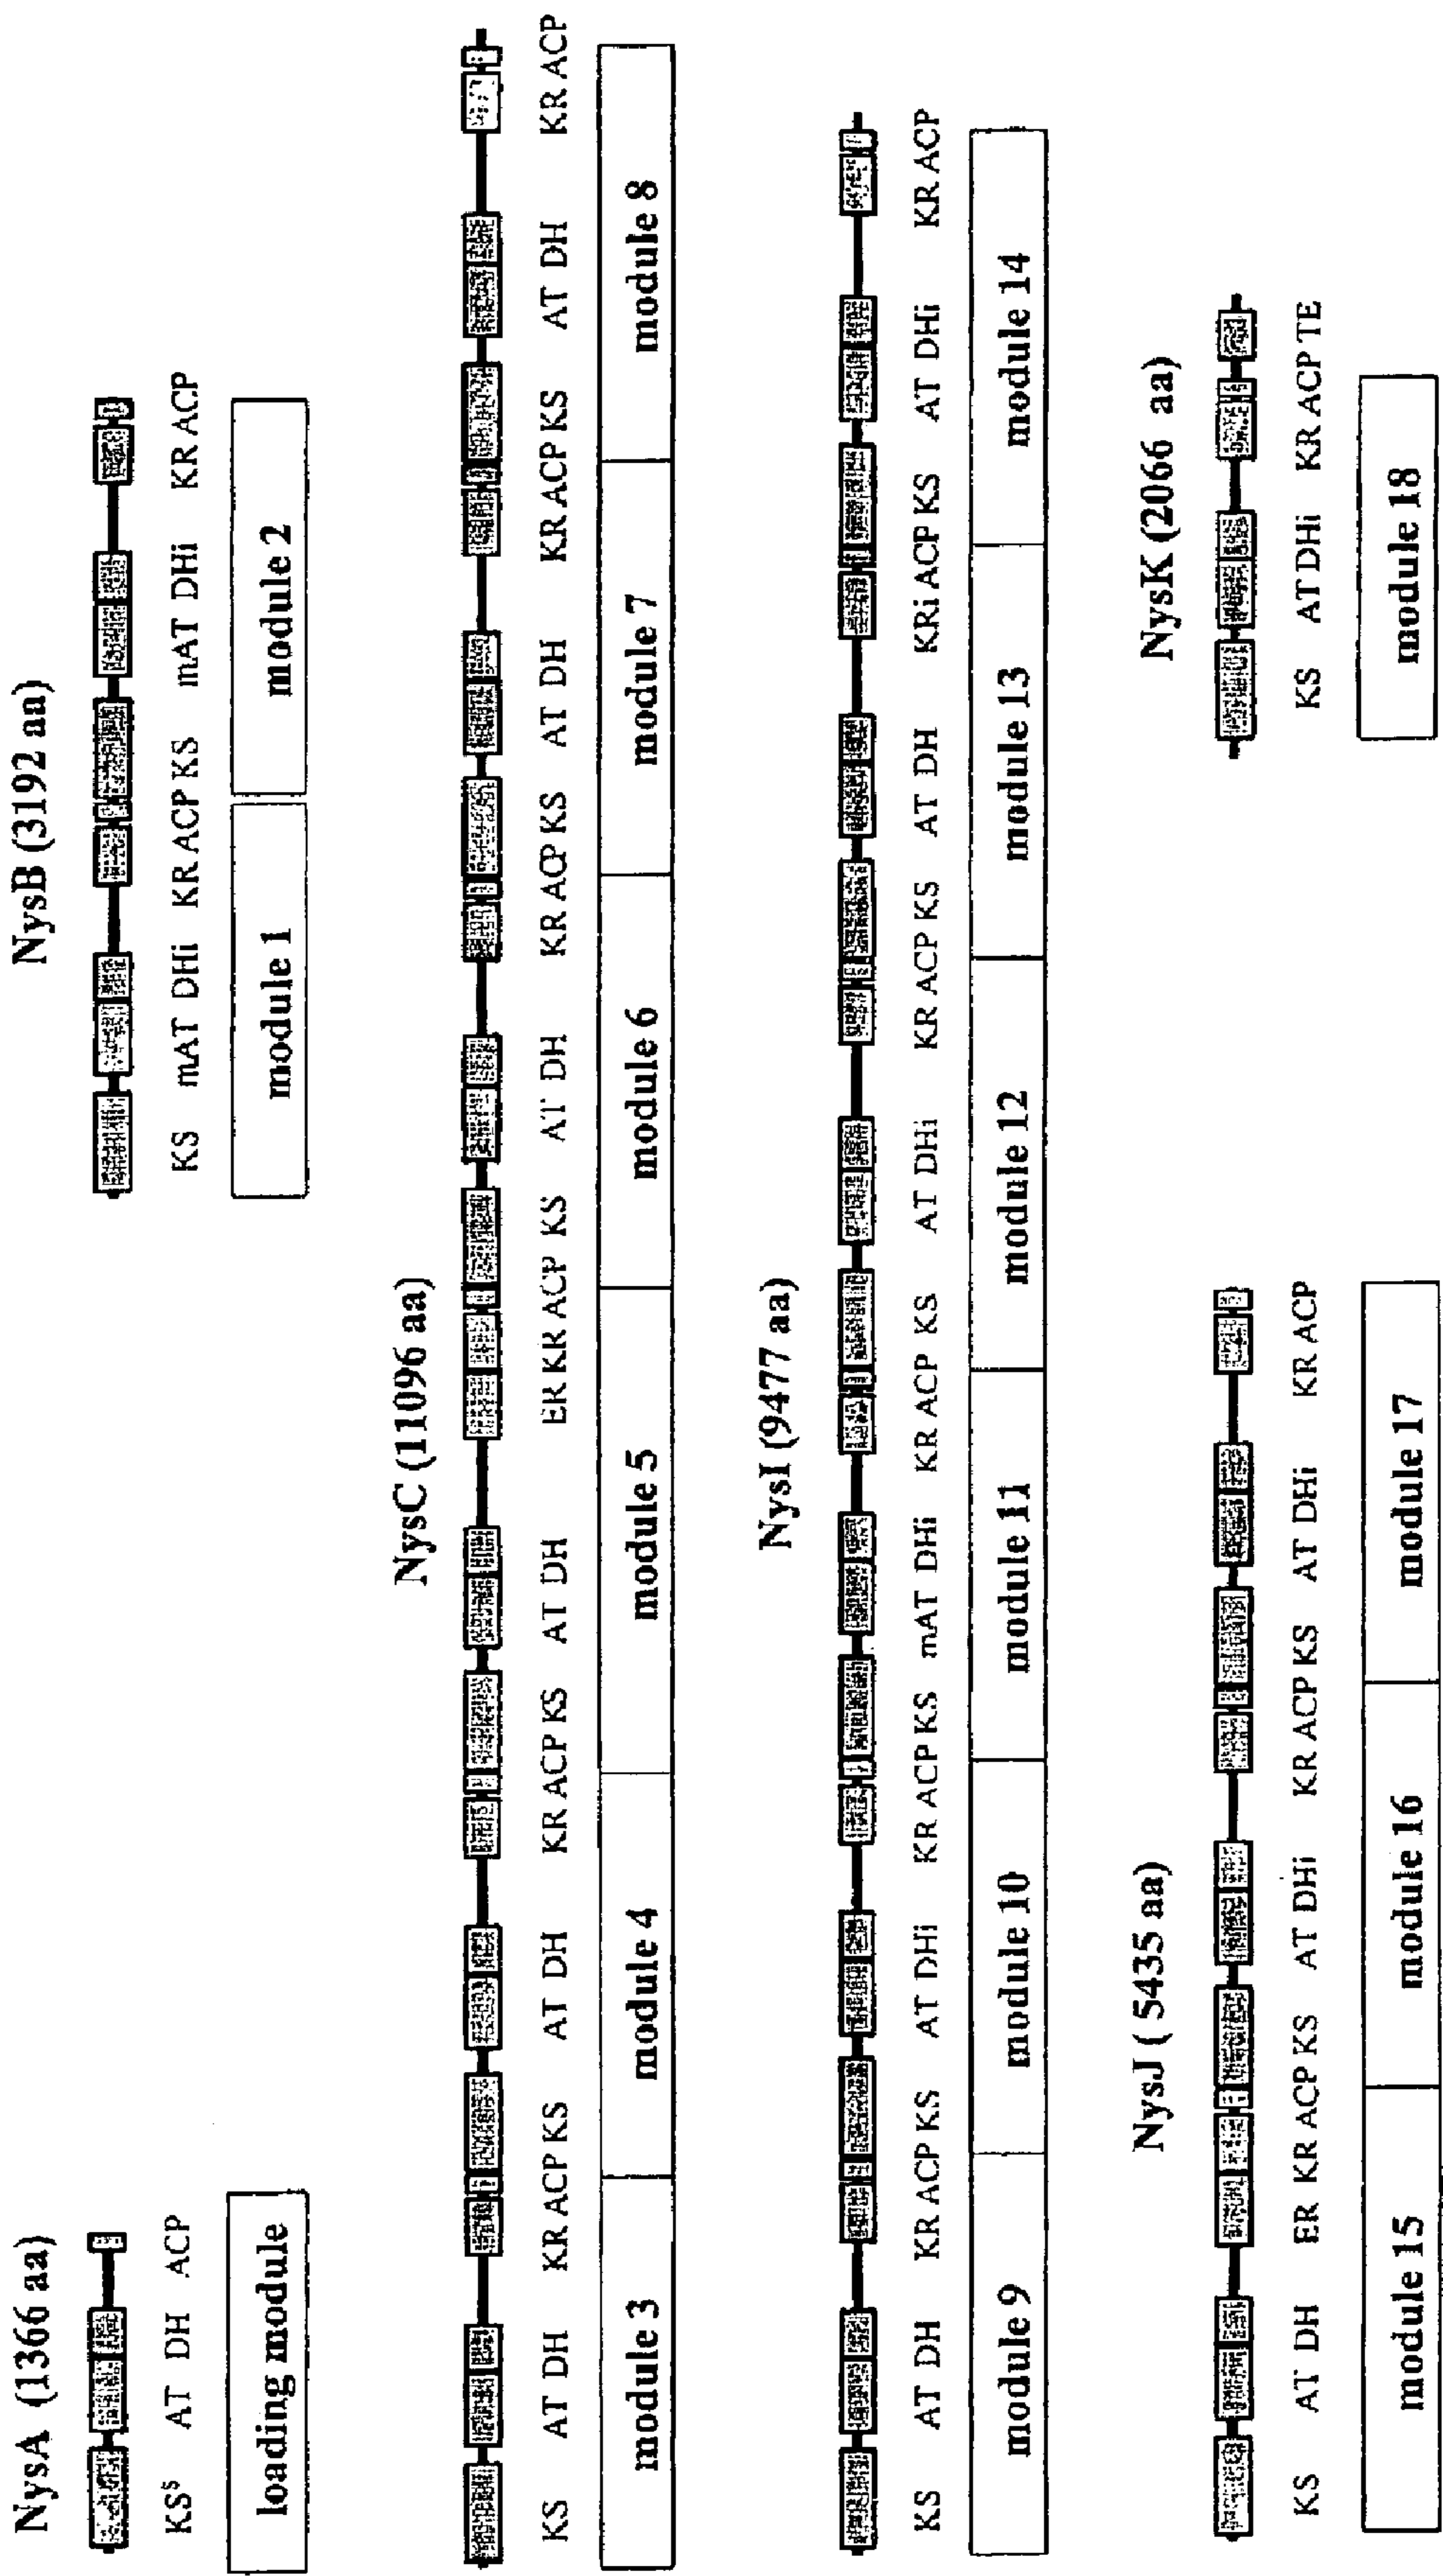 NysA (1366 aa)
KSˢ AT DH ACP
loading module
NysB (3192 aa)
KS mAT DHi KR ACP KS mAT DHi KR ACP
module 1 module 2
NysC (11096 aa)
KS AT DH KR ACP KS AT DH KR ACP KS AT DH ER KR ACP KS AT DH KR ACP KS AT DH KR ACP KS AT DH KR ACP
module 3 module 4 module 5 module 6 module 7 module 8
NysI (9477 aa)
KS AT DH KR ACP KS AT DHi KR ACP KS mAT DHi KR ACP KS AT DHi KR ACP KS AT DH KRi ACP KS AT DHi KR ACP
module 9 module 10 module 11 module 12 module 13 module 14
NysJ ( 5435 aa)
KS AT DH ER KR ACP KS AT DHi KR ACP KS AT DHi KR ACP
module 15 module 16 module 17
NysK (2066 aa)
KS AT DHi KR ACP TE
module 18